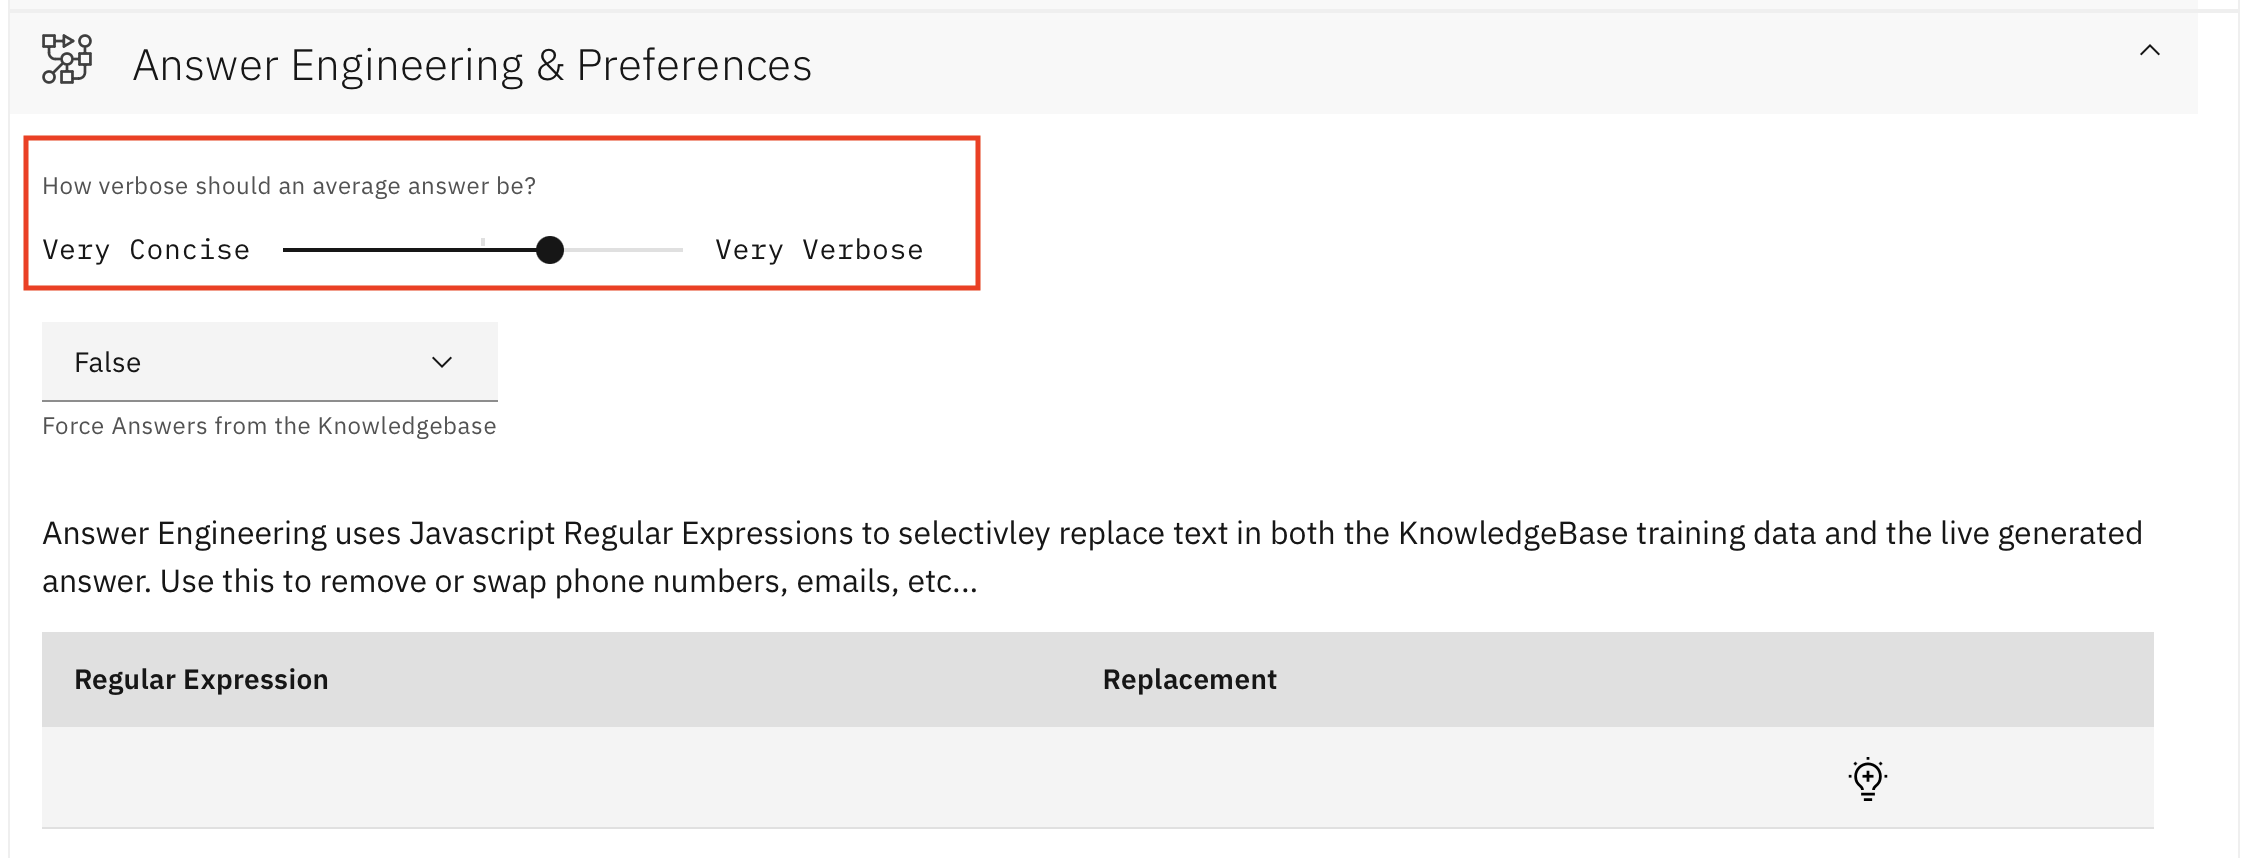 Answer Engineering & Preferences
How verbose should an average answer be?
Very Concise Very Verbose
False
Force Answers from the Knowledgebase
Answer Engineering uses Javascript Regular Expressions to selectivley replace text in both the KnowledgeBase training data and the live generated
answer. Use this to remove or swap phone numbers, emails, etc...
Regular Expression Replacement